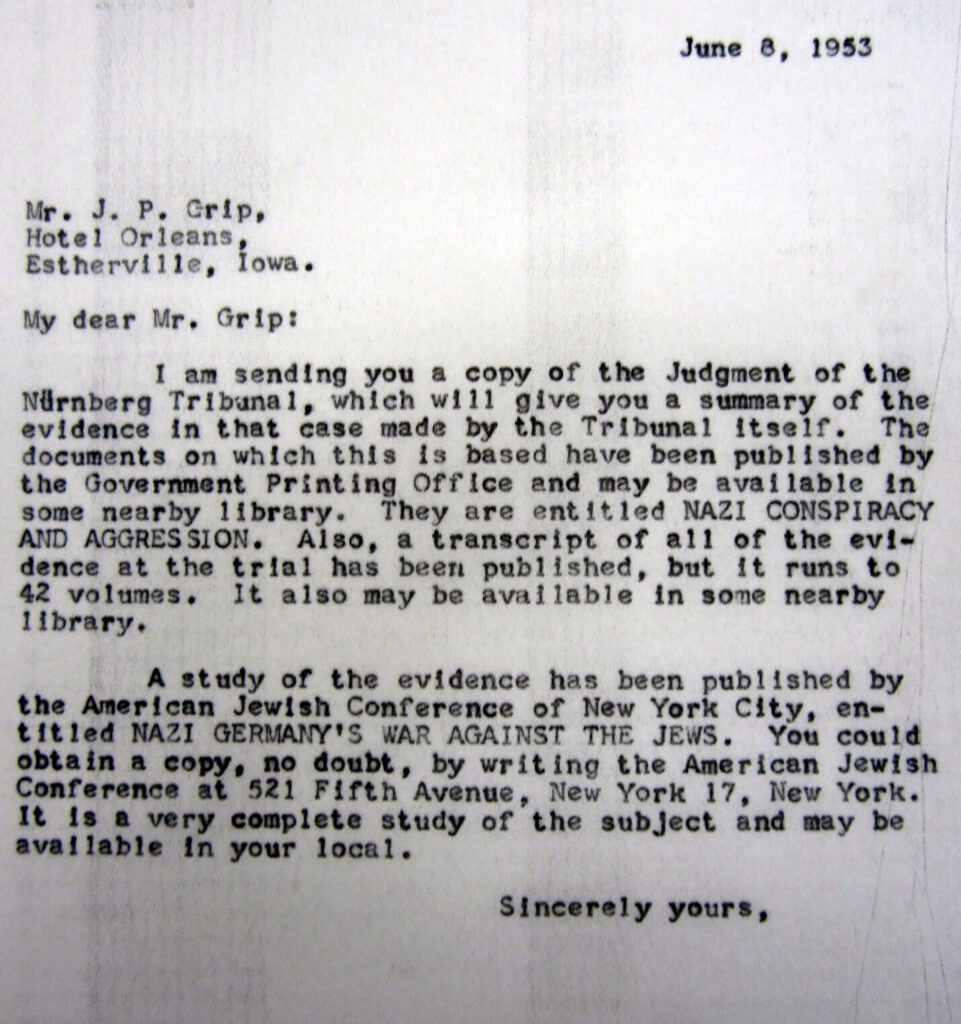 June 8, 1953
Mr. J. P. Grip,
Hotel Orleans,
Estherville, Iowa.
My dear Mr. Grip:
I am sending you a copy of the Judgment of the
Nürnberg Tribunal, which will give you a summary of the
evidence in that case made by the Tribunal itself. The
documents on which this is based have been published by
the Government Printing Office and may be available in
some nearby library. They are entitled NAZI CONSPIRACY
AND AGGRESSION. Also, a transcript of all of the evi-
dence at the trial has been published, but it runs to
42 volumes. It also may be available in some nearby
library.
A study of the evidence has been published by
the American Jewish Conference of New York City, en-
titled NAZI GERMANY'S WAR AGAINST THE JEWS. You could
obtain a copy, no doubt, by writing the American Jewish
Conference at 521 Fifth Avenue, New York 17, New York.
It is a very complete study of the subject and may be
available in your local.
Sincerely yours,